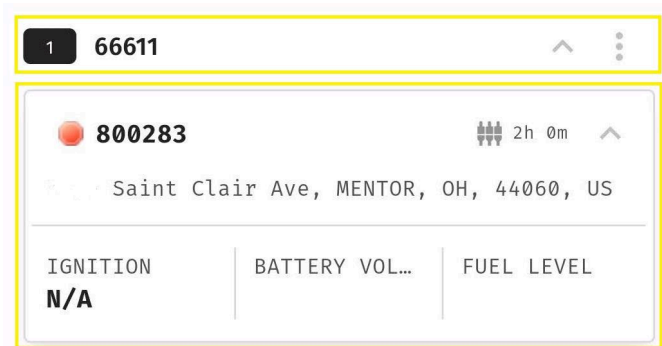 1 66611
800283 2h 0m
Saint Clair Ave, MENTOR, OH, 44060, US
IGNITION BATTERY VOL… FUEL LEVEL
N/A